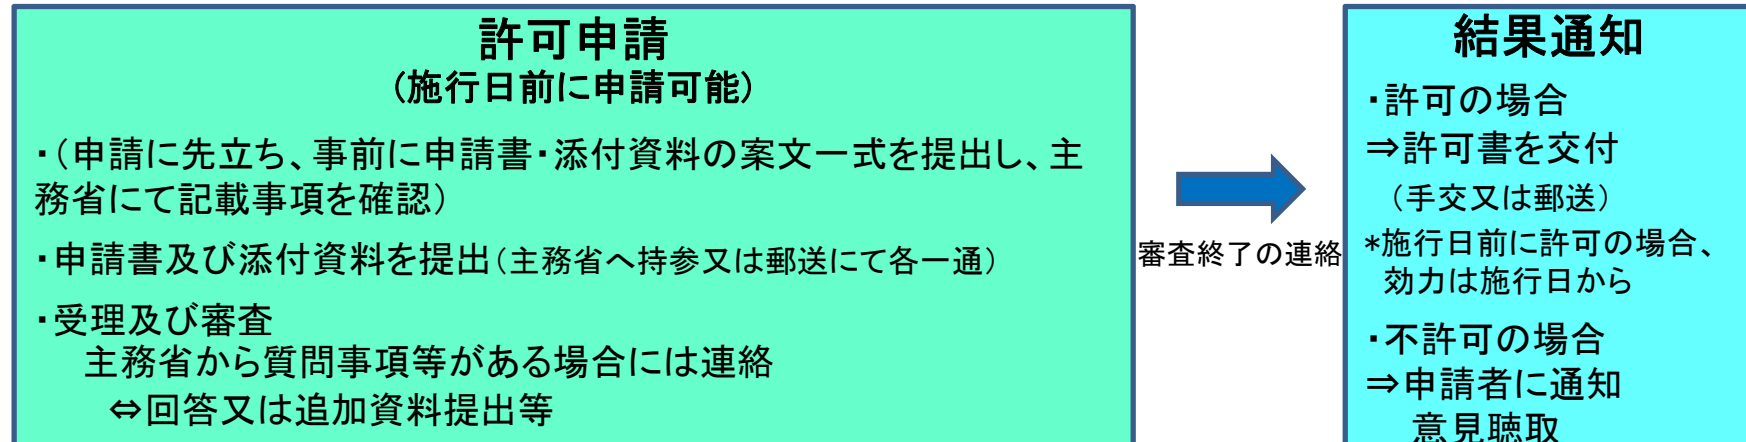 許可申請
(施行日前に申請可能)
・(申請に先立ち、事前に申請書・添付資料の案文一式を提出し、主
務省にて記載事項を確認)
・申請書及び添付資料を提出(主務省へ持参又は郵送にて各一通)
・受理及び審査
主務省から質問事項等がある場合には連絡
⇔回答又は追加資料提出等
審査終了の連絡
結果通知
・許可の場合
⇒許可書を交付
(手交又は郵送)
*施行日前に許可の場合、
効力は施行日から
・不許可の場合
⇒申請者に通知
意見聴取